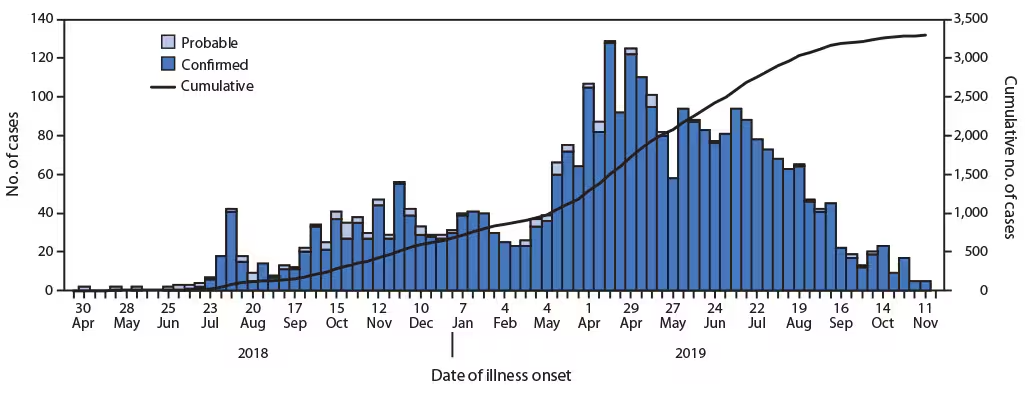 140
120
100
80
60
40
20
0
No. of cases
Probable
Confirmed
Cumulative
3,500
3,000
2,500
2,000
1,500
1,000
500
0
Cumulative no. of cases
30 28 25 23 20 17 15 12 10 7 4 4 1 29 27 24 22 19 16 14 11
Apr May Jun Jul Aug Sep Oct Nov Dec Jan Feb May Apr Apr May Jun Jul Aug Sep Oct Nov
2018 2019
Date of illness onset